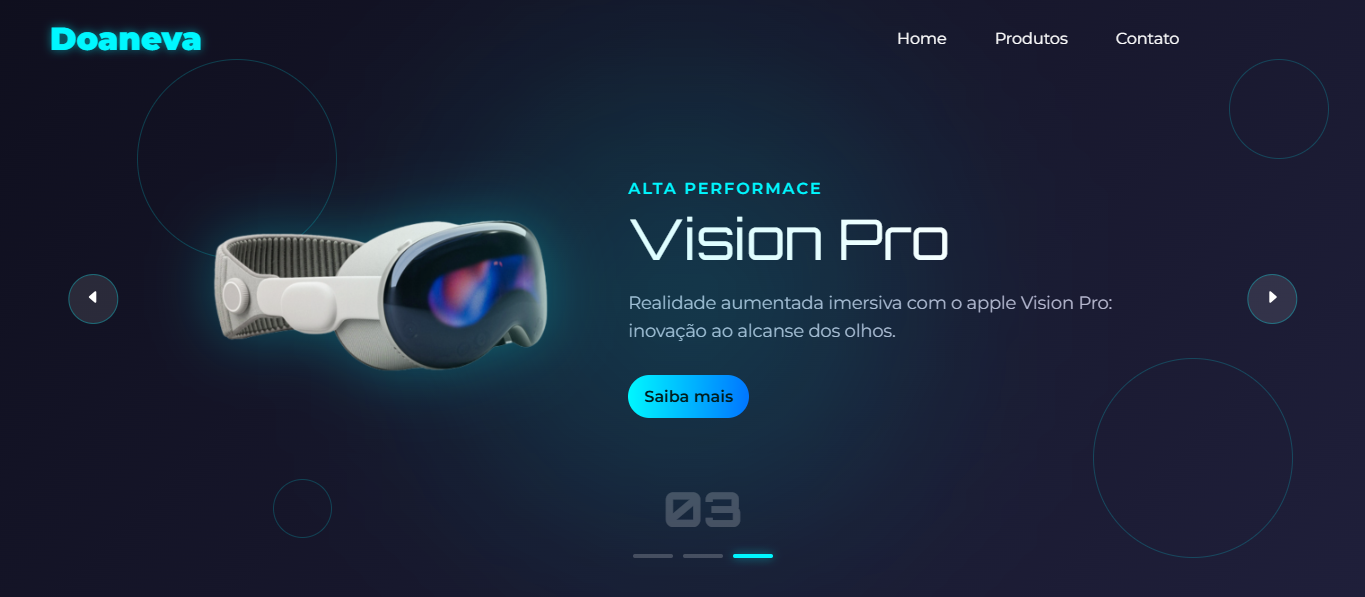 Doaneva
Home Produtos Contato
ALTA PERFORMACE
Vision Pro
Realidade aumentada imersiva com o apple Vision Pro:
inovação ao alcanse dos olhos.
Saiba mais
03